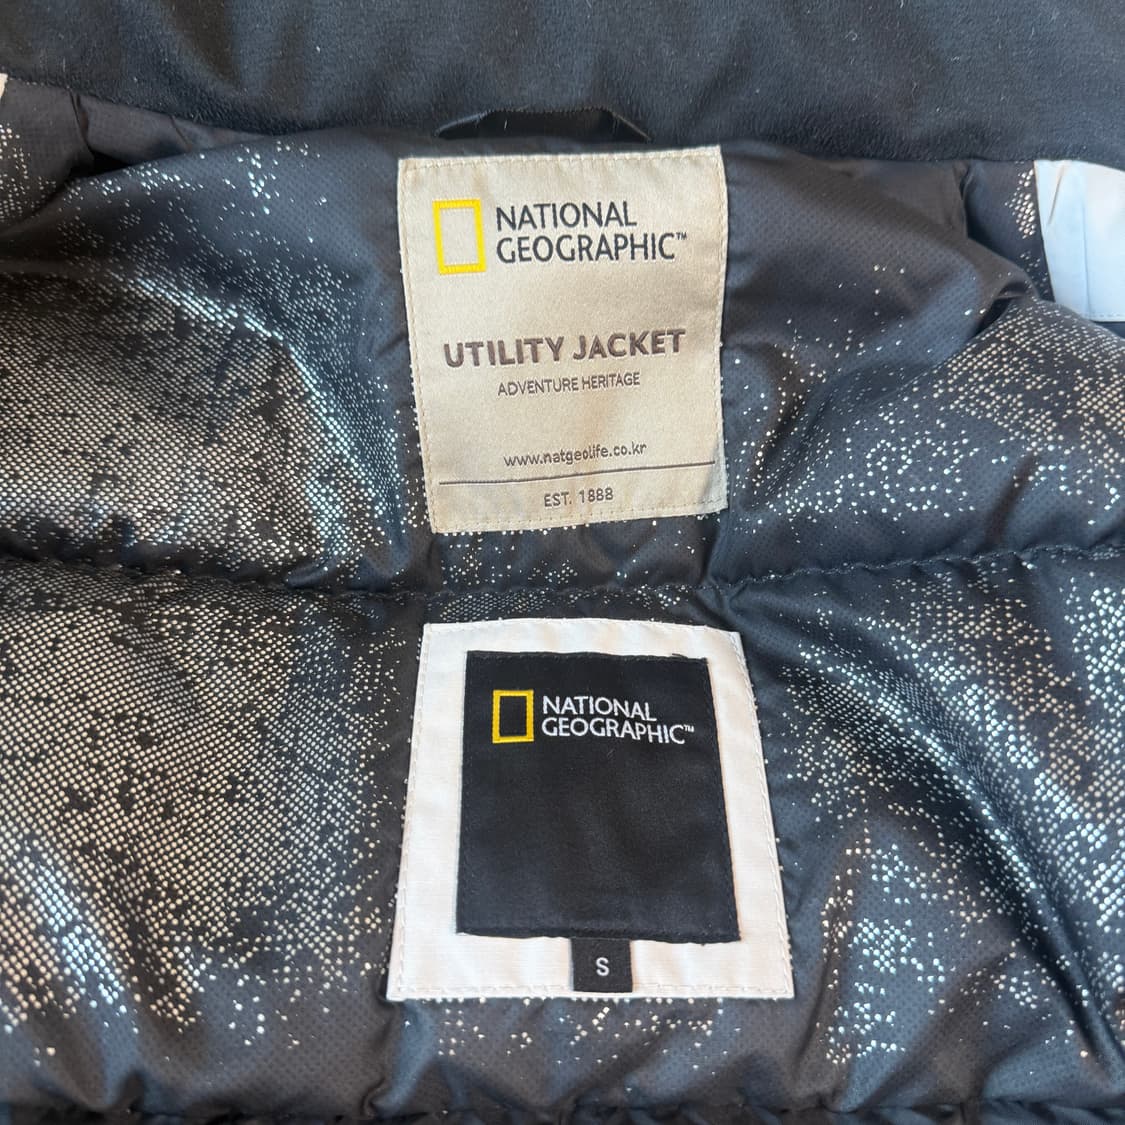 NATIONAL
GEOGRAPHIC™
UTILITY JACKET
ADVENTURE HERITAGE
www.natgeolife.co.kr
EST. 1888
NATIONAL
GEOGRAPHIC™
S